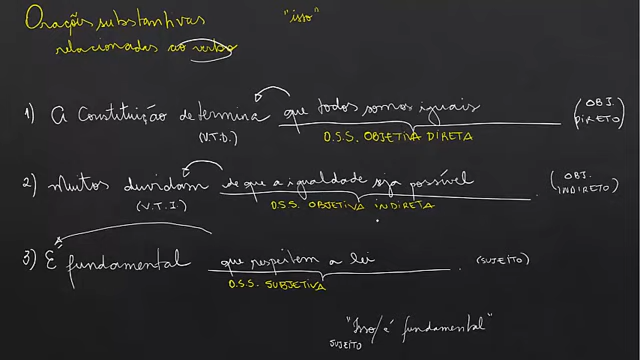 Orações substantivas "isso"
relacionadas ao verbo
1) A Constituição determina que todos somos iguais (OBJ. DIRETO)
(V.T.D.) O.S.S. OBJETIVA DIRETA
2) Muitos duvidam de que a igualdade seja possível. (OBJ. INDIRETO)
(V.T.I.) O.S.S. OBJETIVA INDIRETA
3) É fundamental que respeitem a lei. (SUJEITO)
O.S.S. SUBJETIVA
"Isso/é fundamental"
SUJEITO